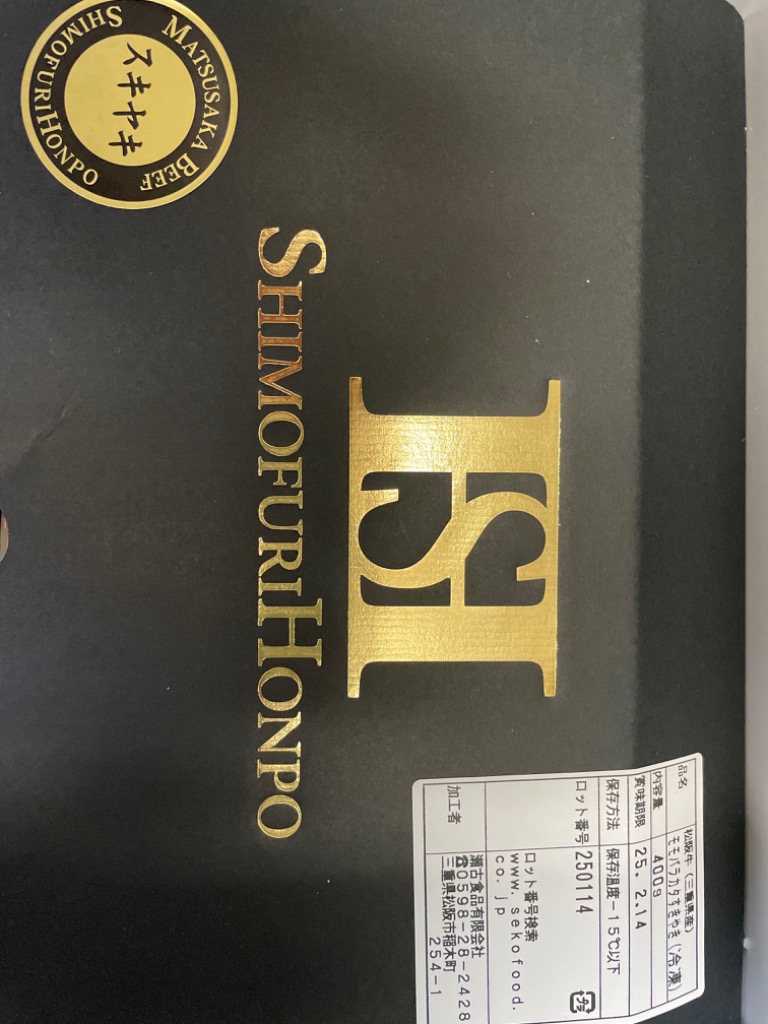 MATSUSAKA BEEF
スキヤキ
SHIMOFURIHONPO
SH
SHIMOFURIHONPO
品名 松阪牛(三重県産)
モモバラカタすきやき(冷凍)
内容量 400g
賞味期限 25. 2.14
保存方法 保存温度-15℃以下
ロット番号 250114
プラ
ロット番号検索
www.sekofood.
co.jp
加工者 瀬古食品有限会社
☎0598-28-2428
三重県松阪市稲木町
254-1